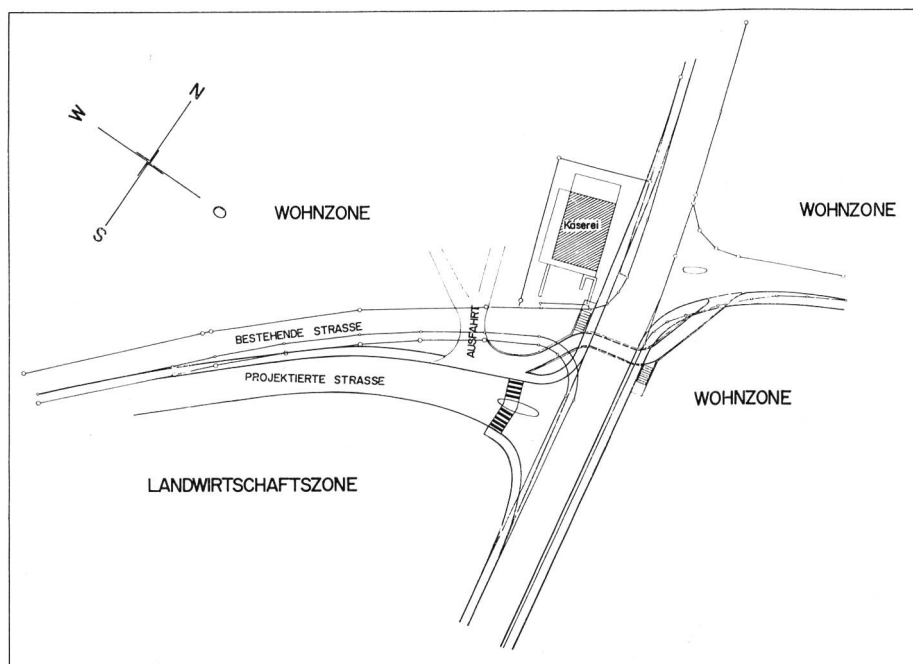 N
W
O
S
WOHNZONE
WOHNZONE
Käserei
BESTEHENDE STRASSE
AUSFAHRT
PROJEKTIERTE STRASSE
WOHNZONE
LANDWIRTSCHAFTSZONE